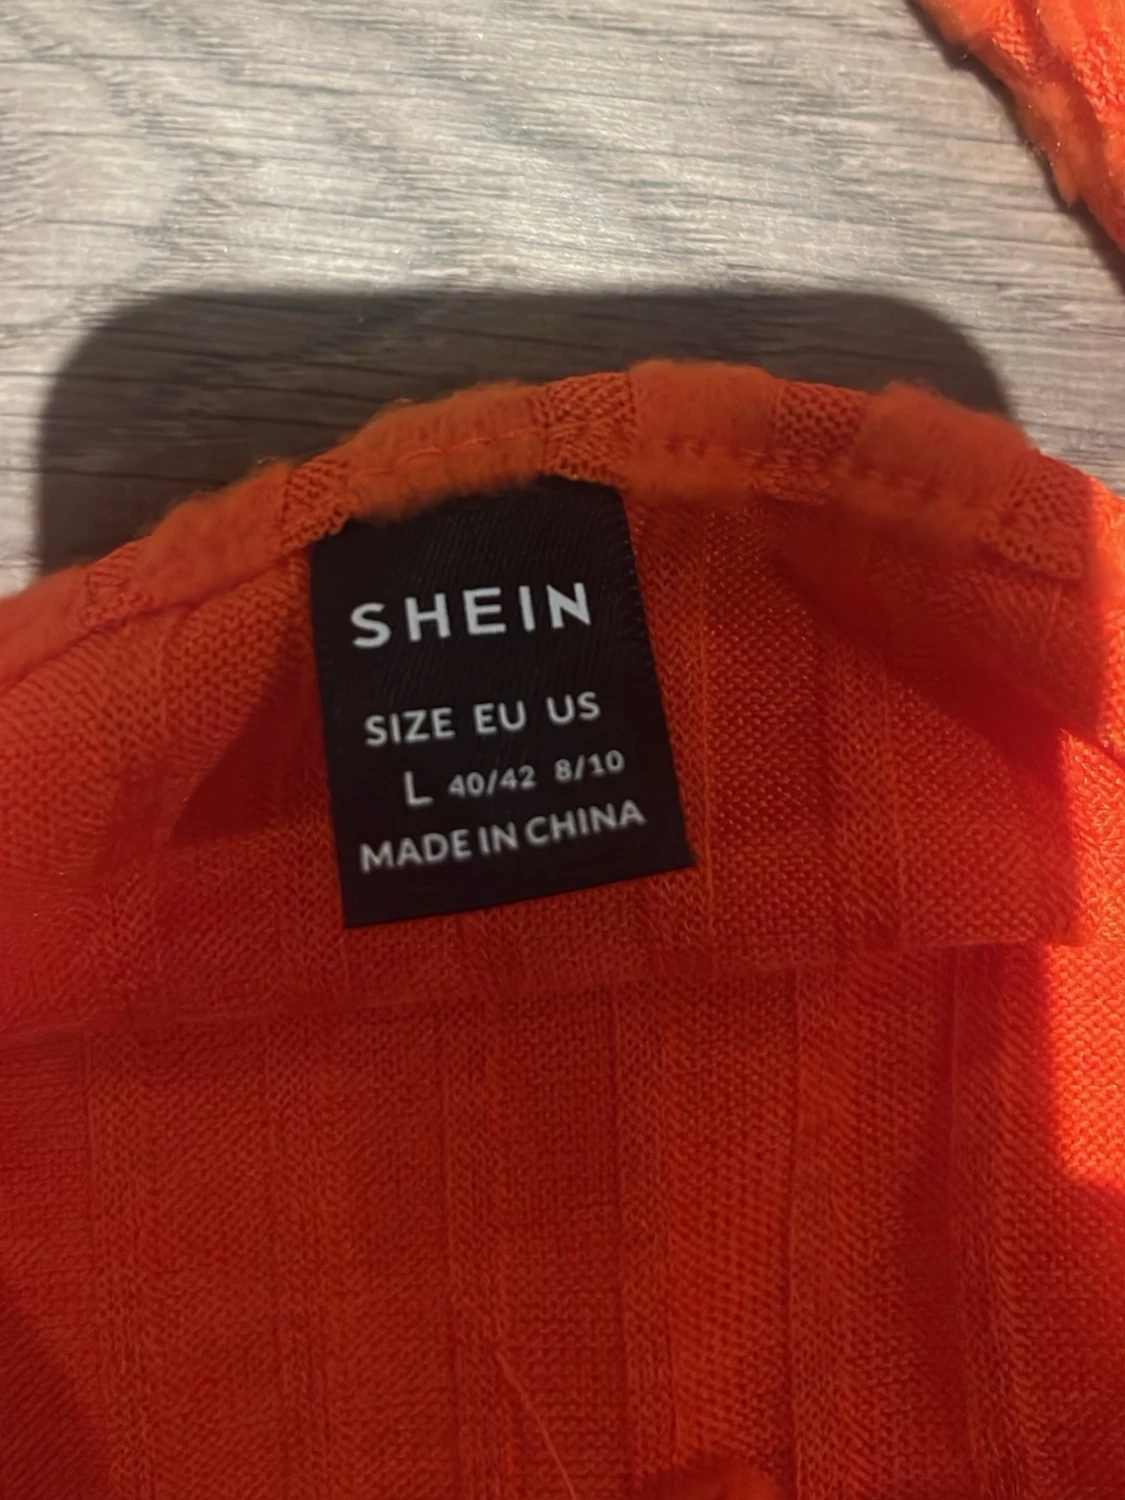 SHEIN
SIZE EU US
L 40/42 8/10
MADE IN CHINA